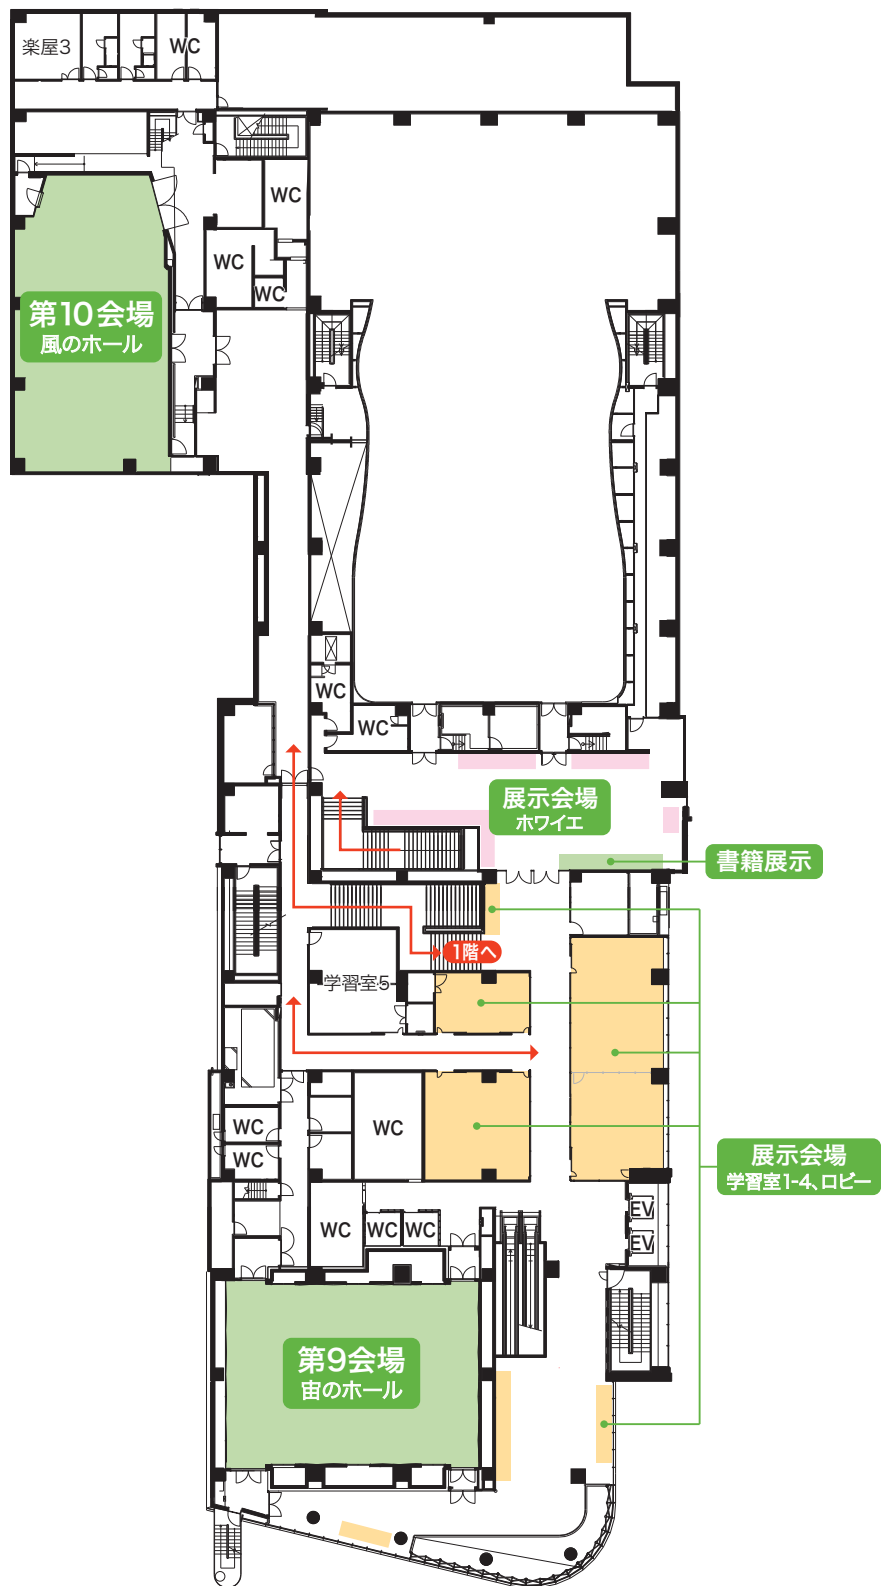 楽屋3
WC
WC
WC
WC
第10会場
風のホール
WC
WC
展示会場
ホワイエ
書籍展示
1階へ
学習室5
WC
WC
WC
展示会場
学習室1-4、ロビー
WC
WC
WC
EV
EV
第9会場
宙のホール